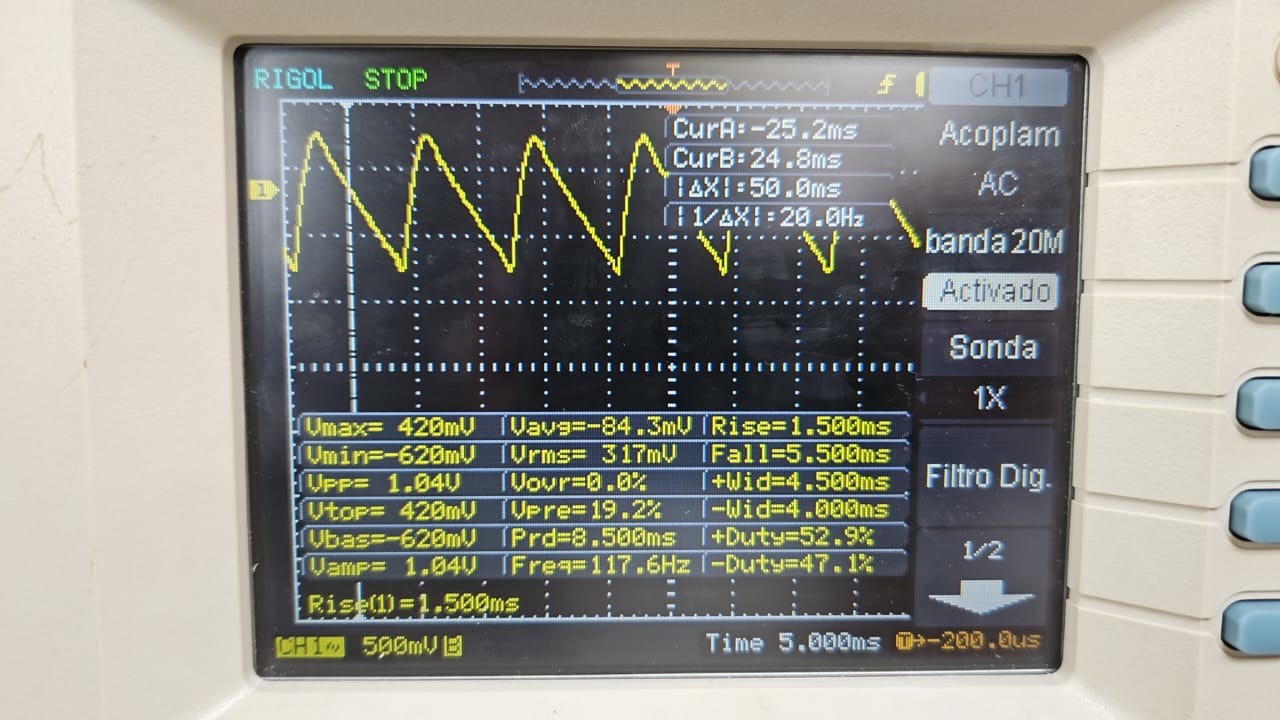 RIGOL STOP T CH1
CurA:-25.2ms
CurB:24.8ms
|ΔX|:50.0ms
|1/ΔX|:20.0Hz
1
Acoplam
AC
banda20M
Activado
Sonda
1X
Filtro Dig.
1/2
Vmax= 420mV Vavg=-84.3mV Rise=1.500ms
Vmin=-620mV Vrms= 317mV Fall=5.500ms
Vpp= 1.04V Vovr=0.0% +Wid=4.500ms
Vtop= 420mV Vpre=19.2% -Wid=4.000ms
Vbas=-620mV Prd=8.500ms +Duty=52.9%
Vamp= 1.04V Freq=117.6Hz -Duty=47.1%
Rise(1)=1.500ms
CH1~ 500mV B Time 5.000ms T→-200.0us